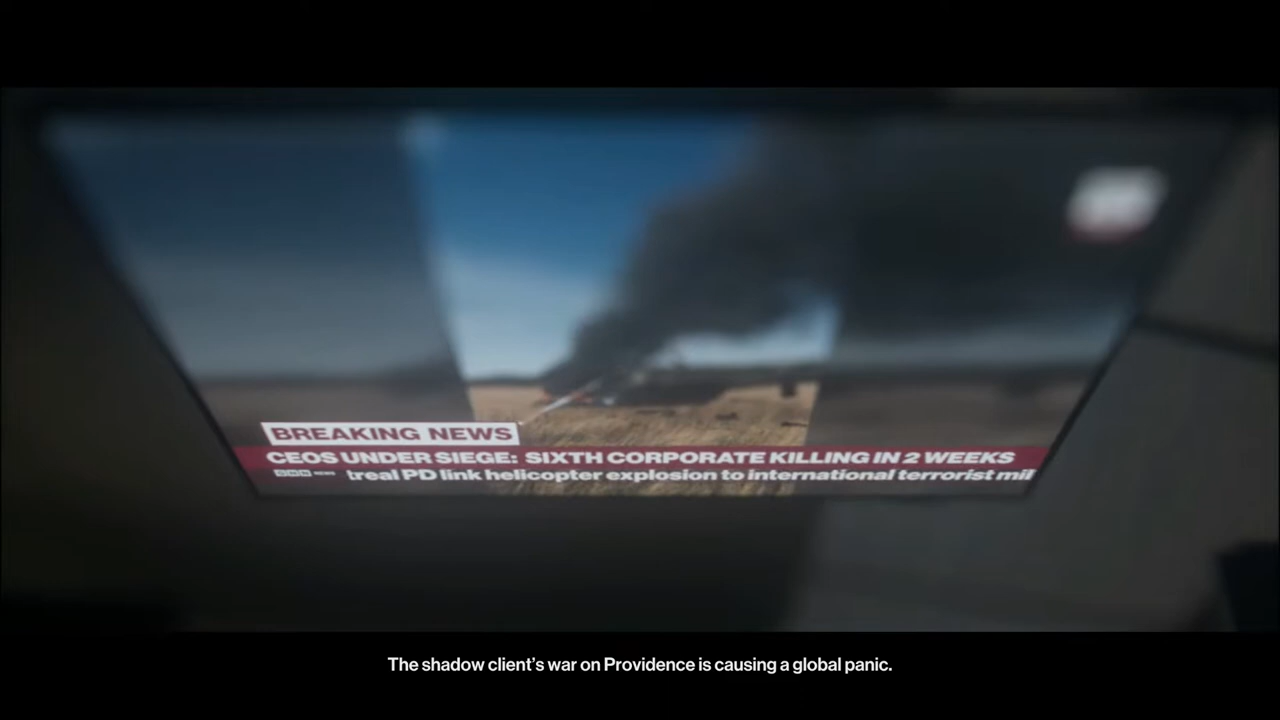 BREAKING NEWS
CEOS UNDER SIEGE: SIXTH CORPORATE KILLING IN 2 WEEKS
treal PD link helicopter explosion to international terrorist mil
The shadow client's war on Providence is causing a global panic.